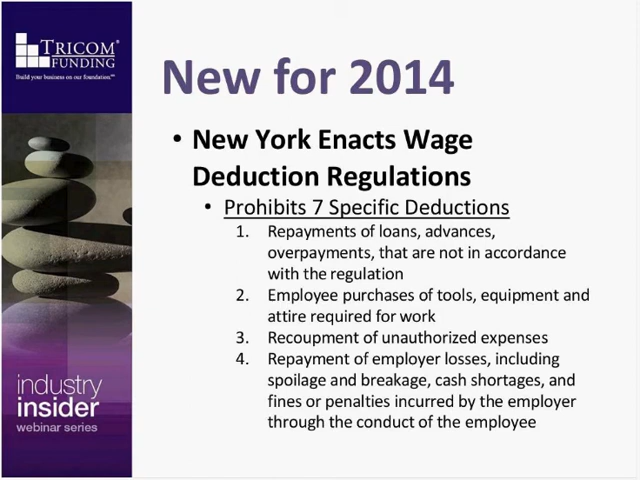 TRICOM®
FUNDING
Build your business on our foundation.℠
New for 2014
• New York Enacts Wage
Deduction Regulations
• Prohibits 7 Specific Deductions
1. Repayments of loans, advances,
overpayments, that are not in accordance
with the regulation
2. Employee purchases of tools, equipment and
attire required for work
3. Recoupment of unauthorized expenses
4. Repayment of employer losses, including
spoilage and breakage, cash shortages, and
fines or penalties incurred by the employer
through the conduct of the employee
industry
insider
webinar series